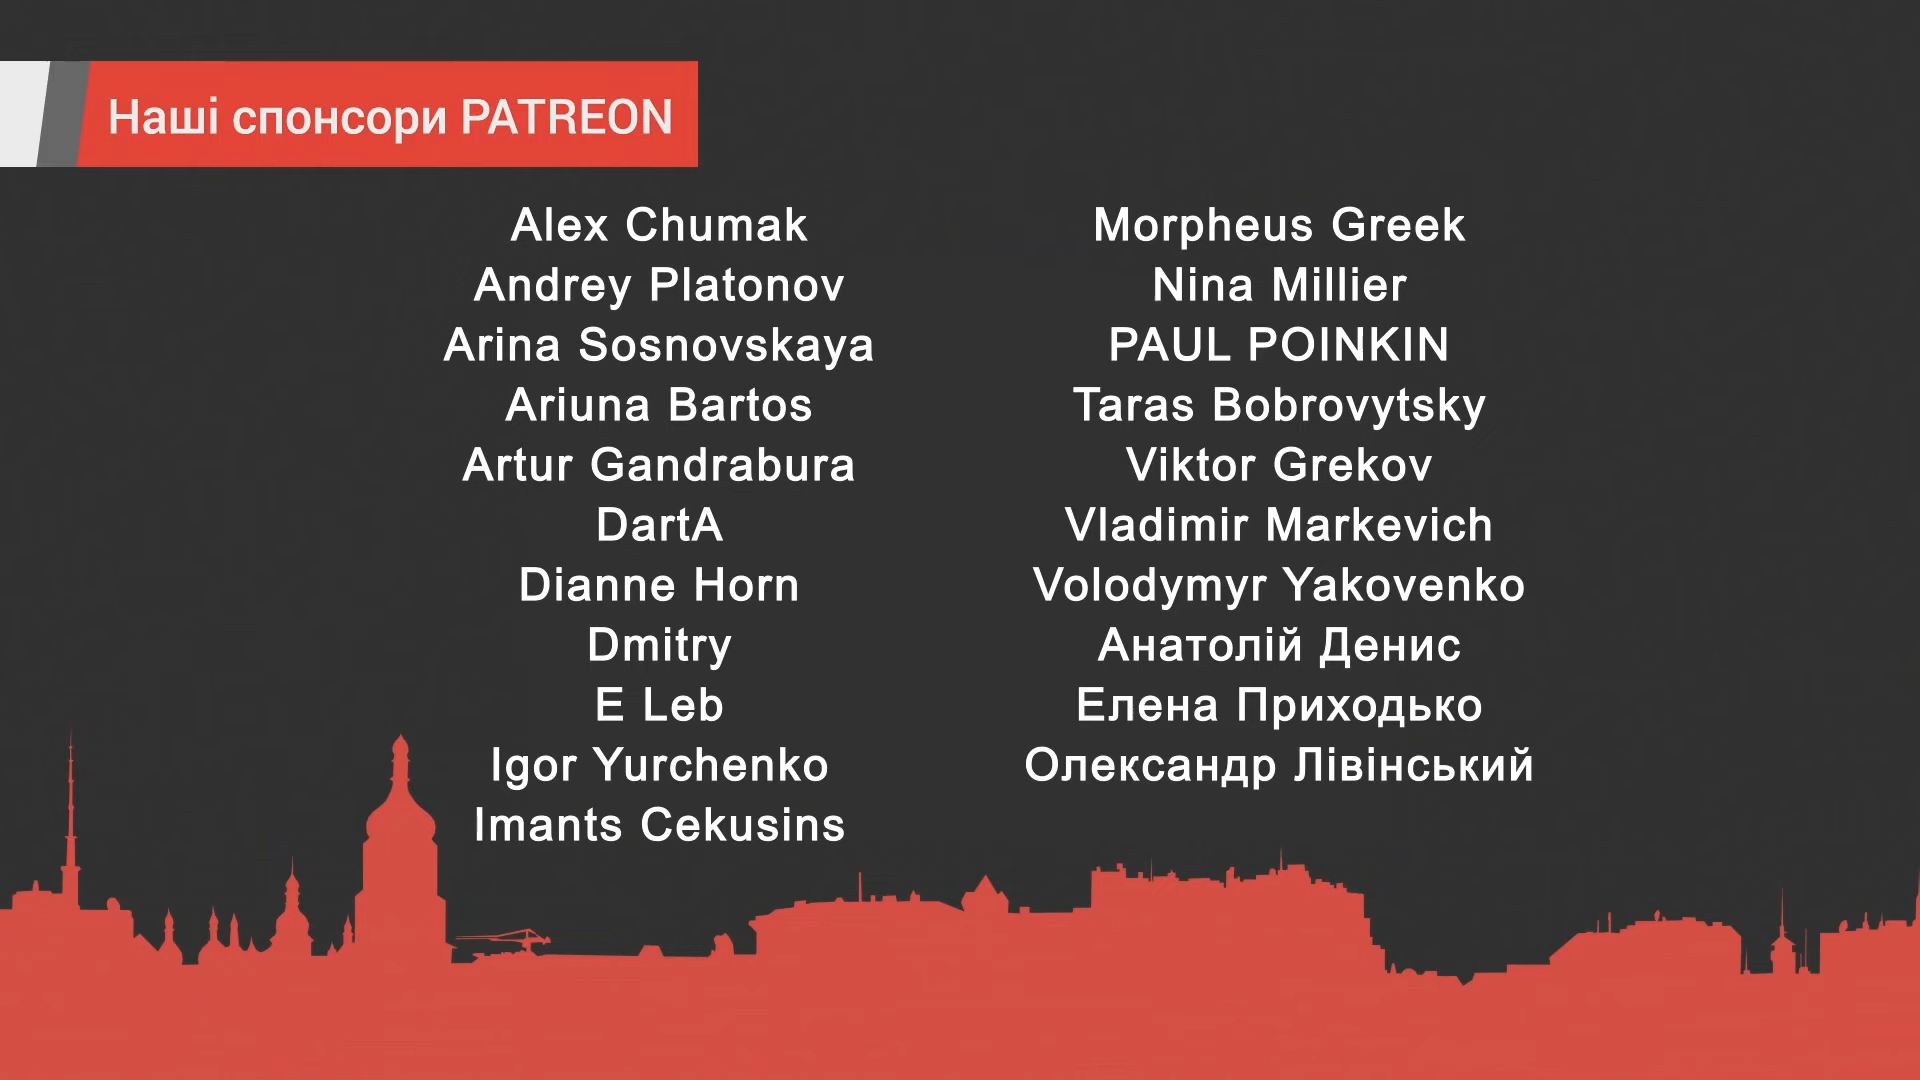 Наші спонсори PATREON
Alex Chumak
Andrey Platonov
Arina Sosnovskaya
Ariuna Bartos
Artur Gandrabura
DartA
Dianne Horn
Dmitry
E Leb
Igor Yurchenko
Imants Cekusins
Morpheus Greek
Nina Millier
PAUL POINKIN
Taras Bobrovytsky
Viktor Grekov
Vladimir Markevich
Volodymyr Yakovenko
Анатолій Денис
Елена Приходько
Олександр Лівінський